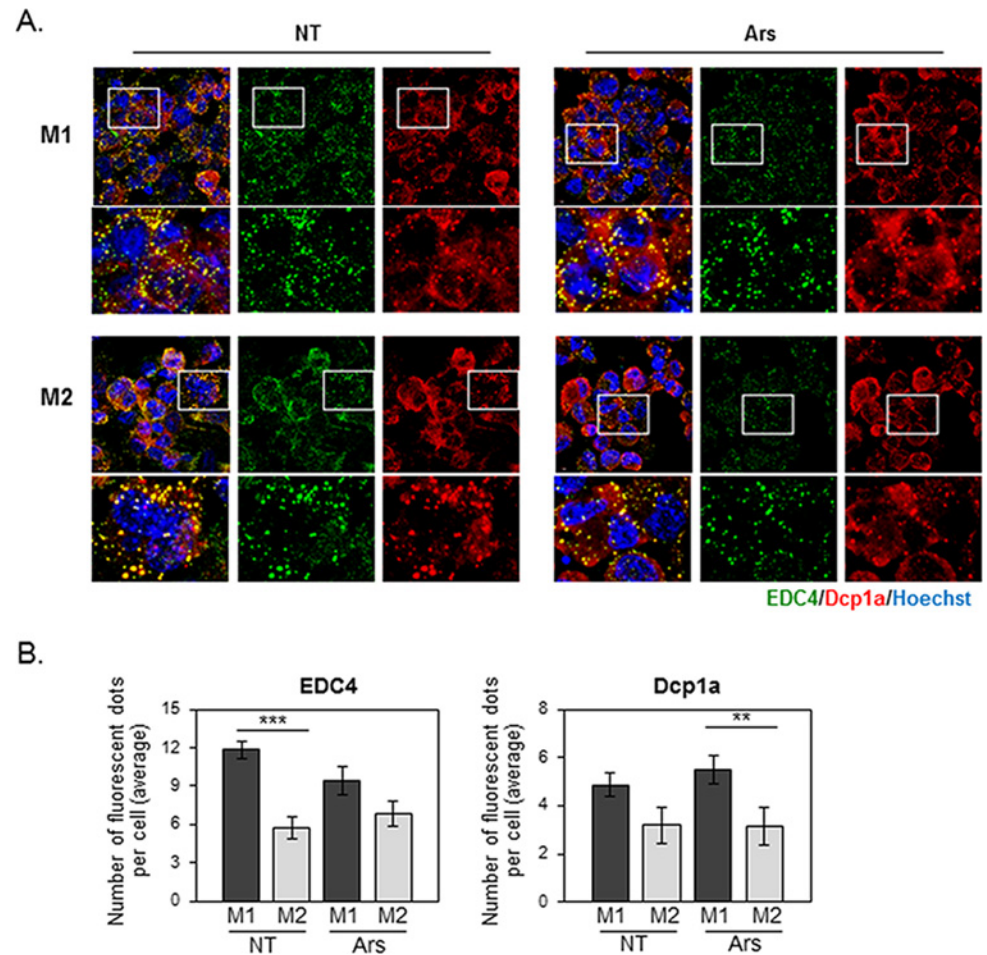 A.
NT Ars
M1
M2
EDC4/Dcp1a/Hoechst
B.
EDC4
Number of fluorescent dots
per cell (average)
15
12
9
6
3
0
***
M1 M2 M1 M2
NT Ars
Dcp1a
Number of fluorescent dots
per cell (average)
8
6
4
2
0
**
M1 M2 M1 M2
NT Ars